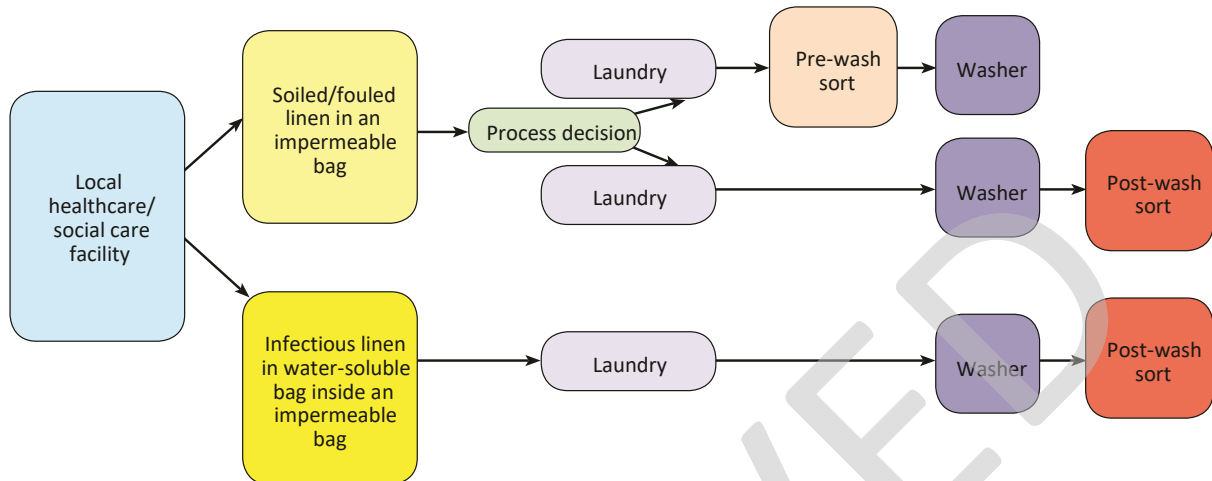 Local
healthcare/
social care
facility
Soiled/fouled
linen in an
impermeable
bag
Process decision
Laundry
Pre-wash
sort
Washer
Laundry
Washer
Post-wash
sort
Infectious linen
in water-soluble
bag inside an
impermeable
bag
Laundry
Washer
Post-wash
sort